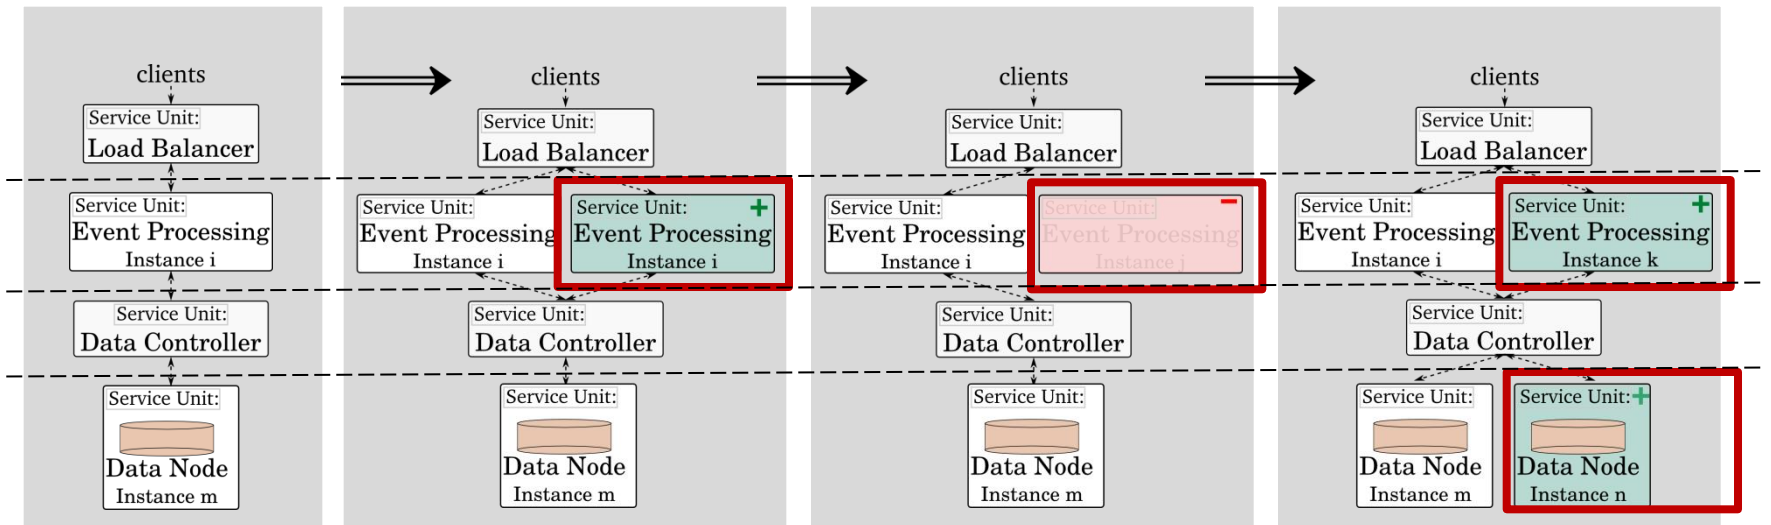 clients
Service Unit:
Load Balancer
Service Unit:
Event Processing
Instance i
Service Unit:
Data Controller
Service Unit:
Data Node
Instance m
clients
Service Unit:
Load Balancer
Service Unit:
Event Processing
Instance i
Service Unit:
+
Event Processing
Instance i
Service Unit:
Data Controller
Service Unit:
Data Node
Instance m
clients
Service Unit:
Load Balancer
Service Unit:
Event Processing
Instance i
Service Unit:
−
Event Processing
Instance j
Service Unit:
Data Controller
Service Unit:
Data Node
Instance m
clients
Service Unit:
Load Balancer
Service Unit:
Event Processing
Instance i
Service Unit:
+
Event Processing
Instance k
Service Unit:
Data Controller
Service Unit:
Data Node
Instance m
Service Unit:+
Data Node
Instance n